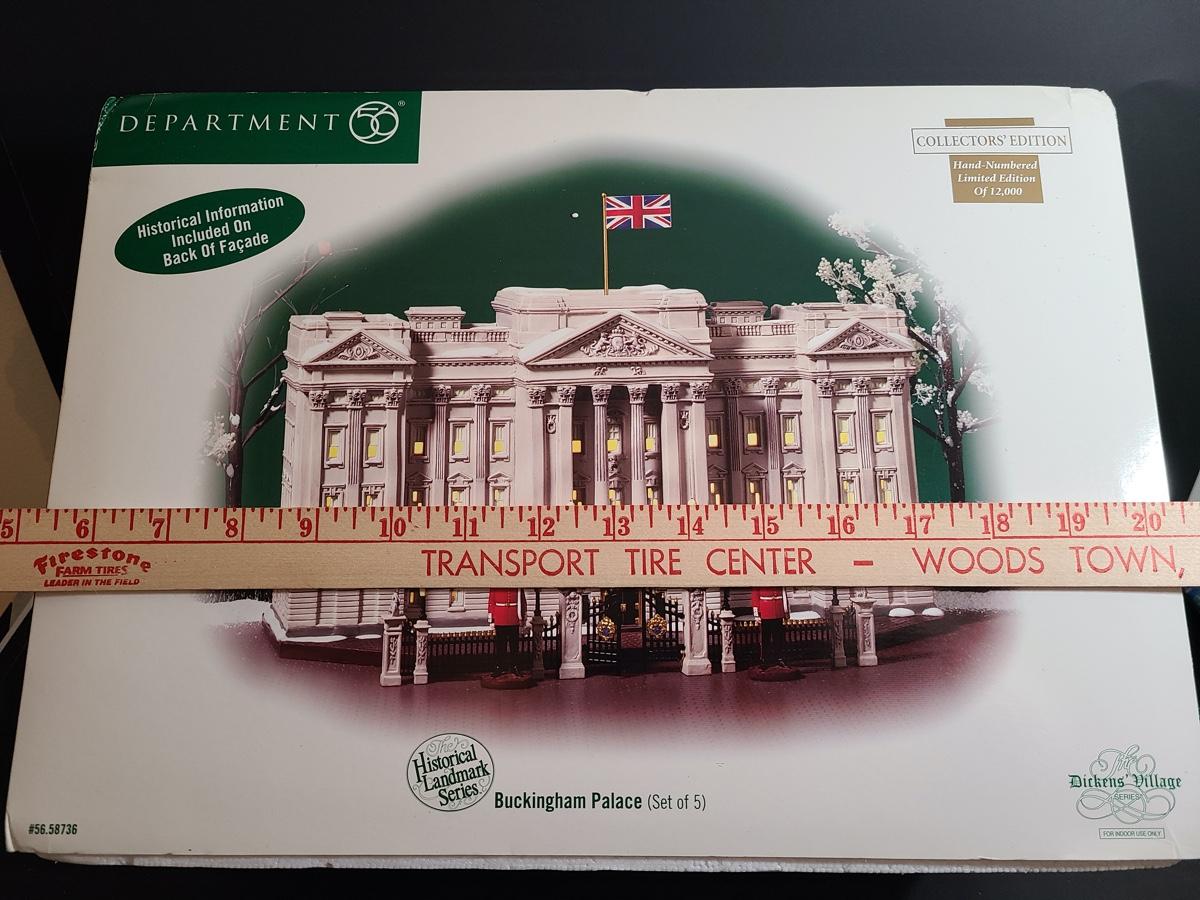 DEPARTMENT 56®
COLLECTORS' EDITION
Hand-Numbered
Limited Edition
Of 12,000
Historical Information
Included On
Back Of Façade
5 6 7 8 9 10 11 12 13 14 15 16 17 18 19 20
Firestone
FARM TIRES
LEADER IN THE FIELD
TRANSPORT TIRE CENTER – WOODS TOWN,
The
Historical
Landmark
Series
Buckingham Palace (Set of 5)
The
Dickens' Village
SERIES
FOR INDOOR USE ONLY
#56.58736